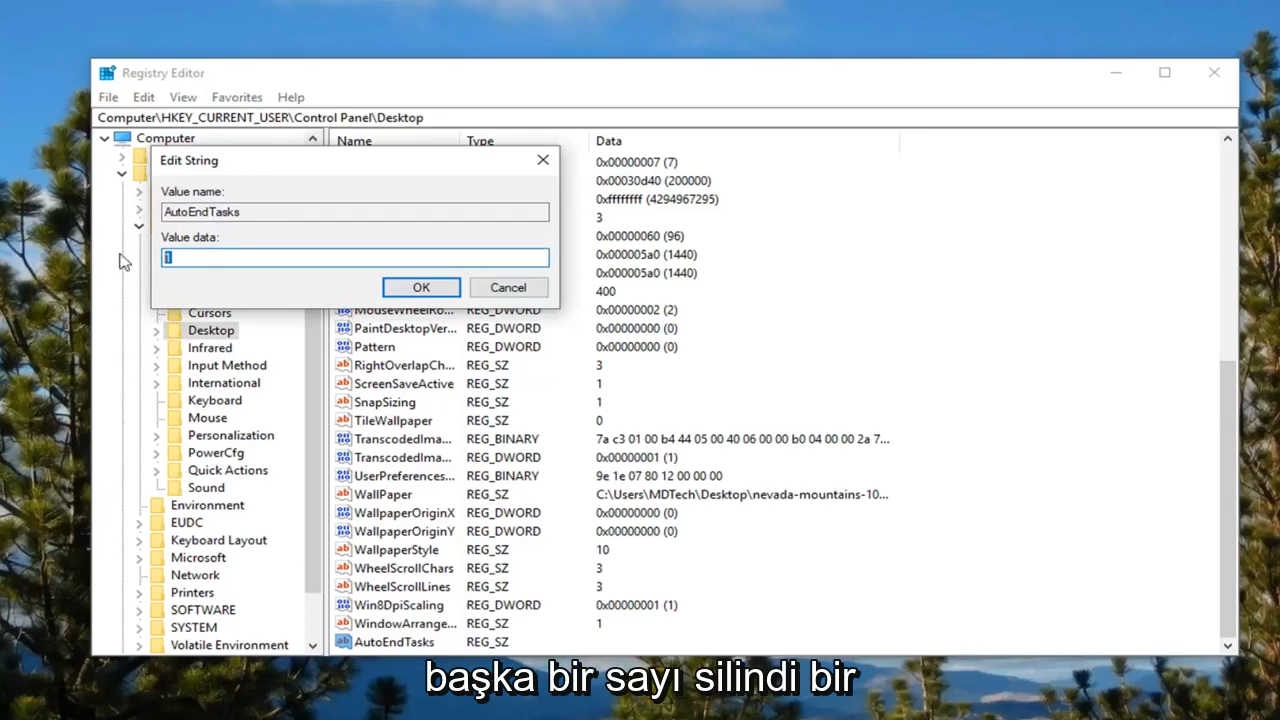 Registry Editor
File Edit View Favorites Help
Computer\HKEY_CURRENT_USER\Control Panel\Desktop
Computer
Edit String
Value name:
AutoEndTasks
Value data:
1
OK Cancel
Cursors
Desktop
Infrared
Input Method
International
Keyboard
Mouse
Personalization
PowerCfg
Quick Actions
Sound
Environment
EUDC
Keyboard Layout
Microsoft
Network
Printers
SOFTWARE
SYSTEM
Volatile Environment
Name Type Data
0x00000007 (7)
0x00030d40 (200000)
0xffffffff (4294967295)
3
0x00000060 (96)
0x000005a0 (1440)
0x000005a0 (1440)
400
MouseWheelRo... REG_DWORD 0x00000002 (2)
PaintDesktopVer... REG_DWORD 0x00000000 (0)
Pattern REG_DWORD 0x00000000 (0)
RightOverlapCh... REG_SZ 3
ScreenSaveActive REG_SZ 1
SnapSizing REG_SZ 1
TileWallpaper REG_SZ 0
TranscodedIma... REG_BINARY 7a c3 01 00 b4 44 05 00 40 06 00 00 b0 04 00 00 2a 7...
TranscodedIma... REG_DWORD 0x00000001 (1)
UserPreferences... REG_BINARY 9e 1e 07 80 12 00 00 00
WallPaper REG_SZ C:\Users\MDTech\Desktop\nevada-mountains-10...
WallpaperOriginX REG_DWORD 0x00000000 (0)
WallpaperOriginY REG_DWORD 0x00000000 (0)
WallpaperStyle REG_SZ 10
WheelScrollChars REG_SZ 3
WheelScrollLines REG_SZ 3
Win8DpiScaling REG_DWORD 0x00000001 (1)
WindowArrange... REG_SZ 1
AutoEndTasks REG_SZ
başka bir sayı silindi bir